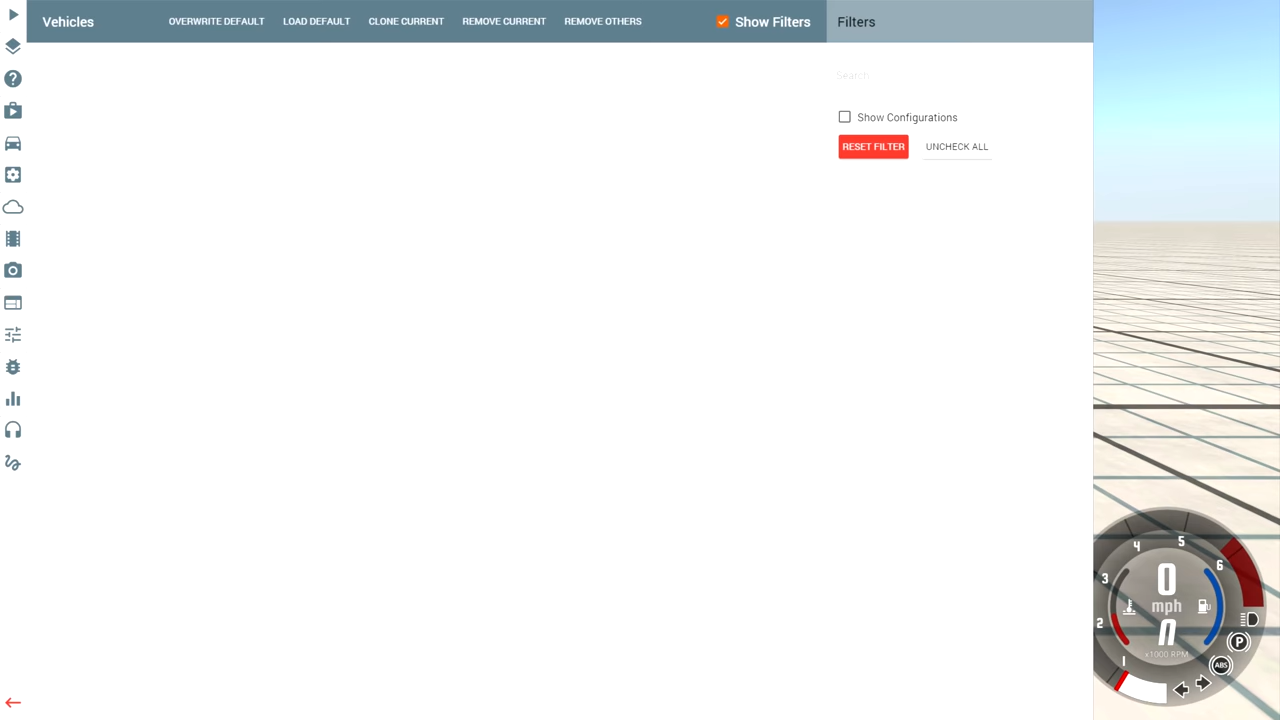 Vehicles
OVERWRITE DEFAULT LOAD DEFAULT CLONE CURRENT REMOVE CURRENT REMOVE OTHERS
Show Filters
Filters
Search
Show Configurations
RESET FILTER UNCHECK ALL
5
4
6
3
0
mph
2
n
x1000 RPM
P
1
ABS